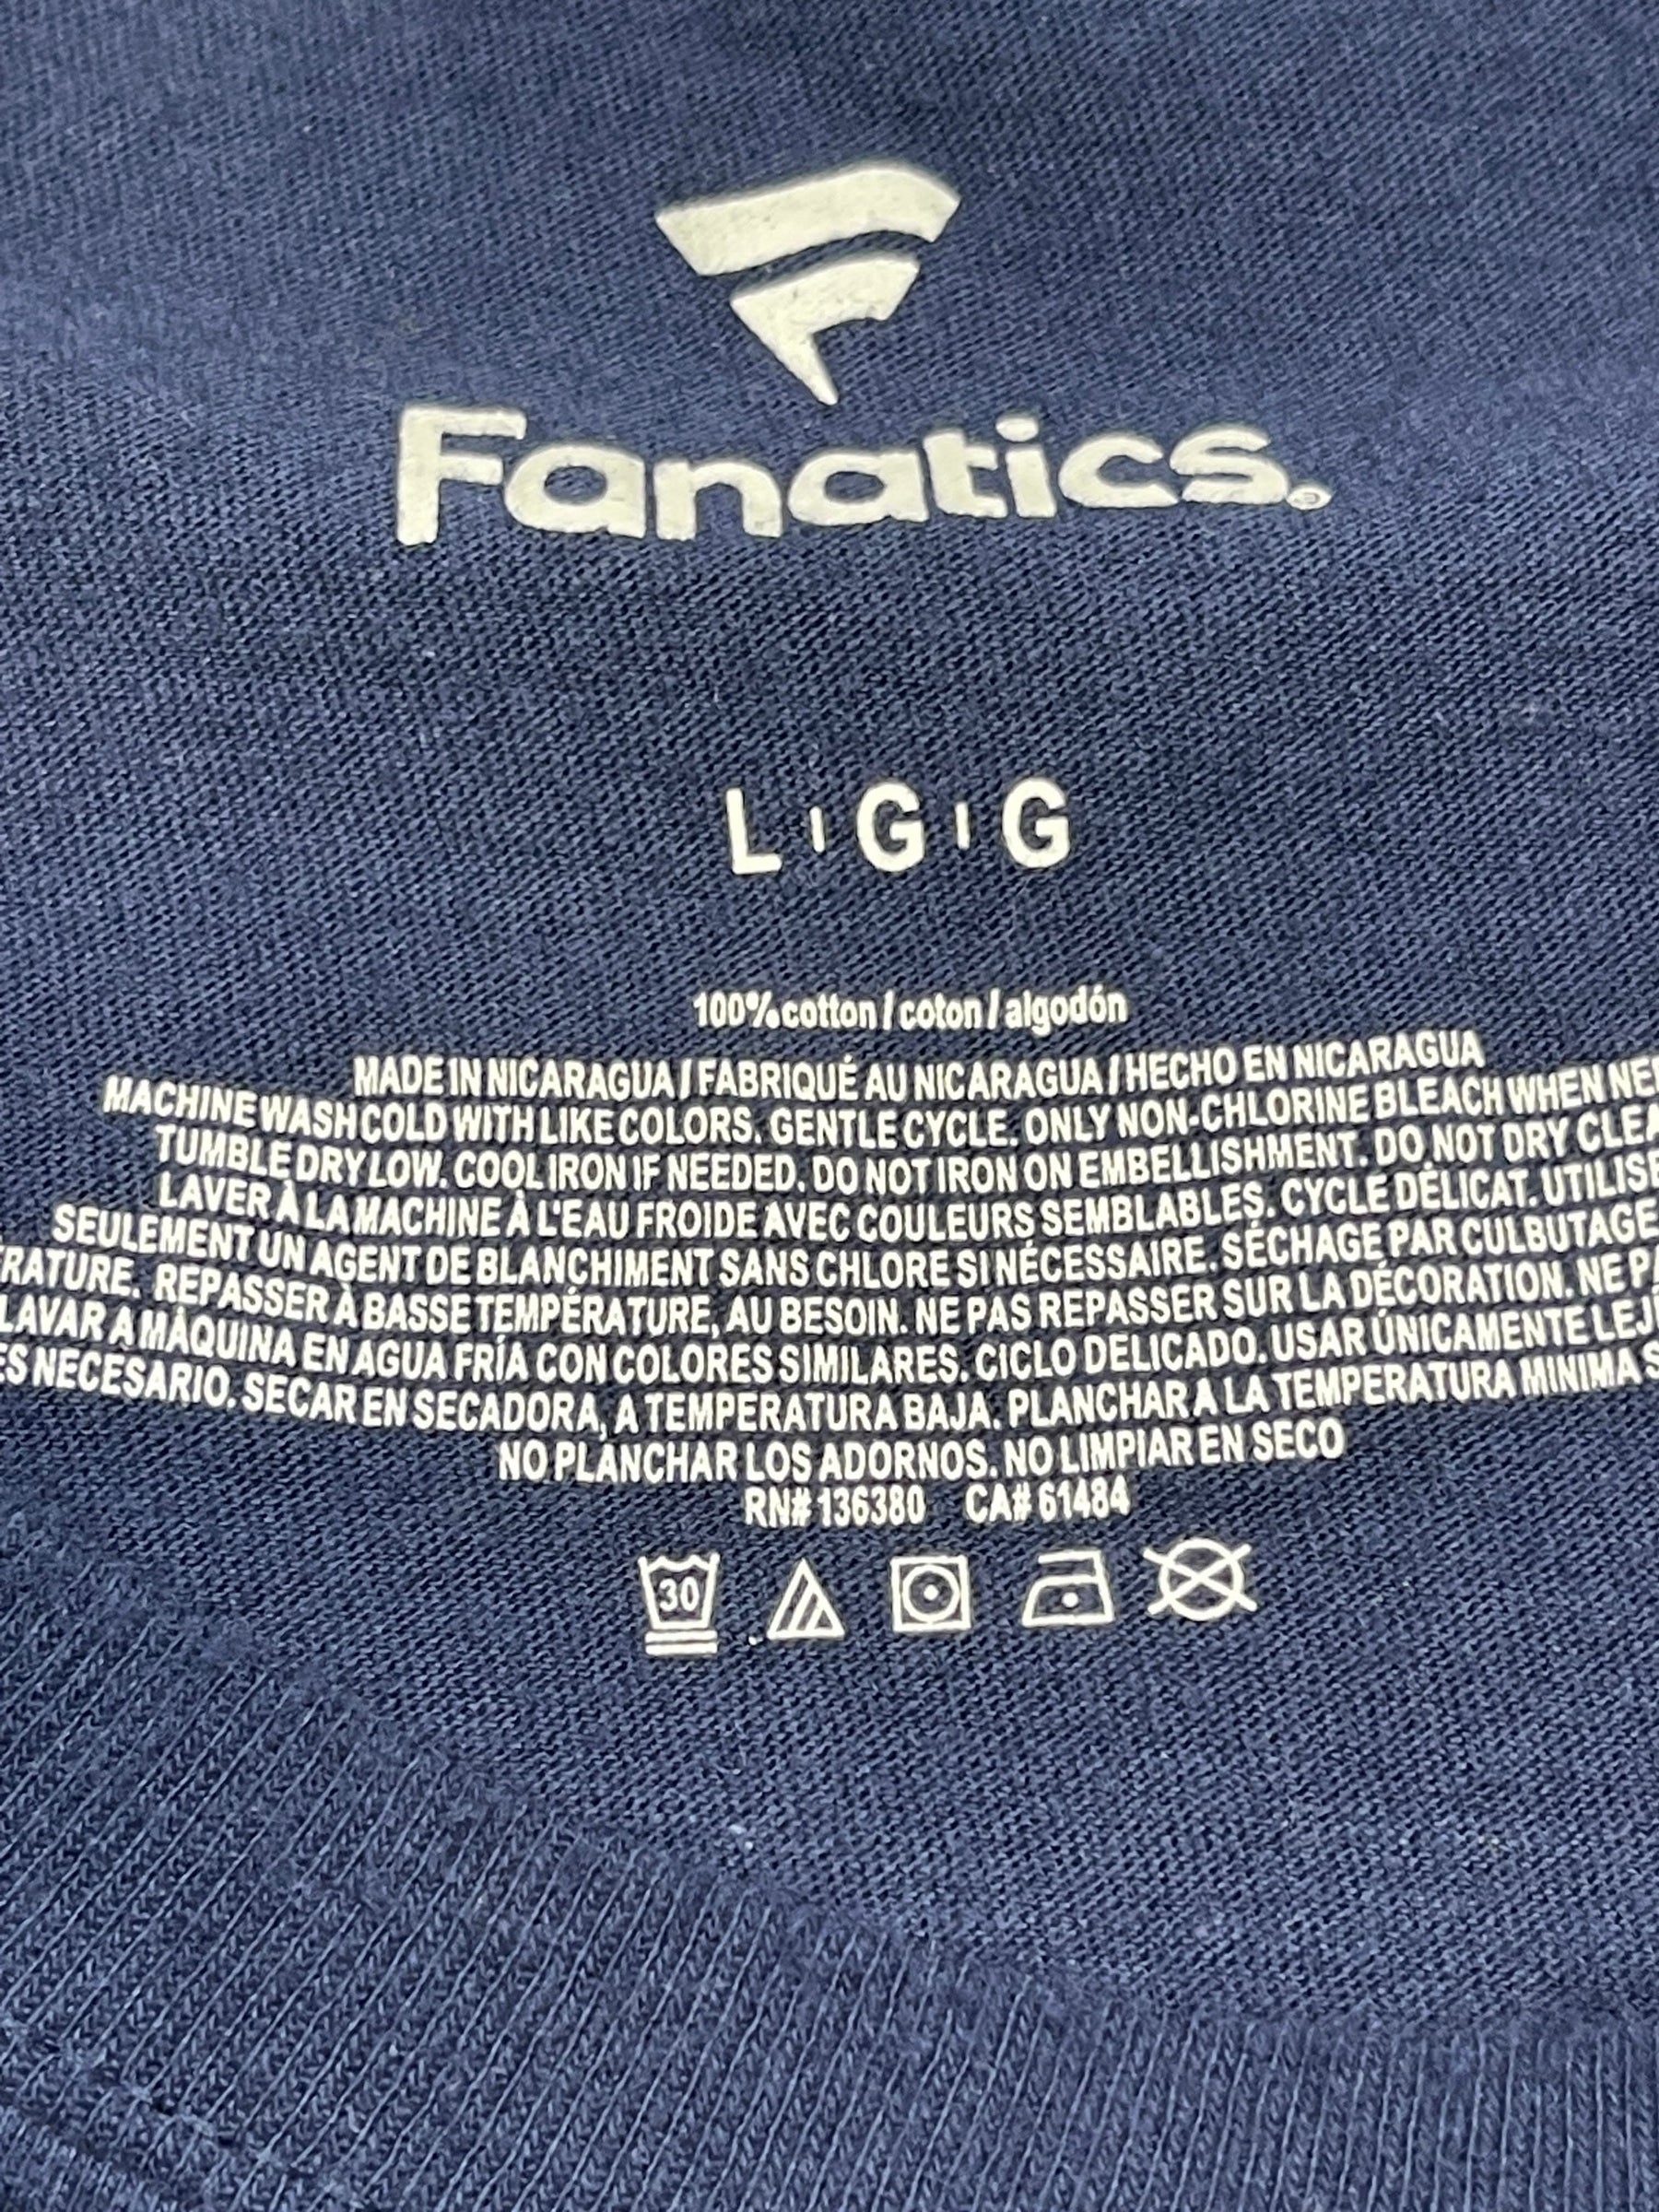 Fanatics.®
L | G | G
100% cotton / coton / algodón
MADE IN NICARAGUA / FABRIQUÉ AU NICARAGUA / HECHO EN NICARAGUA
MACHINE WASH COLD WITH LIKE COLORS. GENTLE CYCLE. ONLY NON-CHLORINE BLEACH WHEN
TUMBLE DRY LOW. COOL IRON IF NEEDED. DO NOT IRON ON EMBELLISHMENT. DO NOT DRY
LAVER À LA MACHINE À L'EAU FROIDE AVEC COULEURS SEMBLABLES. CYCLE DÉLICAT.
SEULEMENT UN AGENT DE BLANCHIMENT SANS CHLORE SI NÉCESSAIRE. SÉCHAGE PAR CULBUTAGE
REPASSER À BASSE TEMPÉRATURE, AU BESOIN. NE PAS REPASSER SUR LA DÉCORATION. NE
LAVAR A MÀQUINA EN AGUA FRÍA CON COLORES SIMILARES. CICLO DELICADO. USAR ÚNICAMENTE
ES NECESARIO. SECAR EN SECADORA, A TEMPERATURA BAJA. PLANCHAR A LA TEMPERATURA MINIMA
NO PLANCHAR LOS ADORNOS. NO LIMPIAR EN SECO
RN# 136380 CA# 61484
30